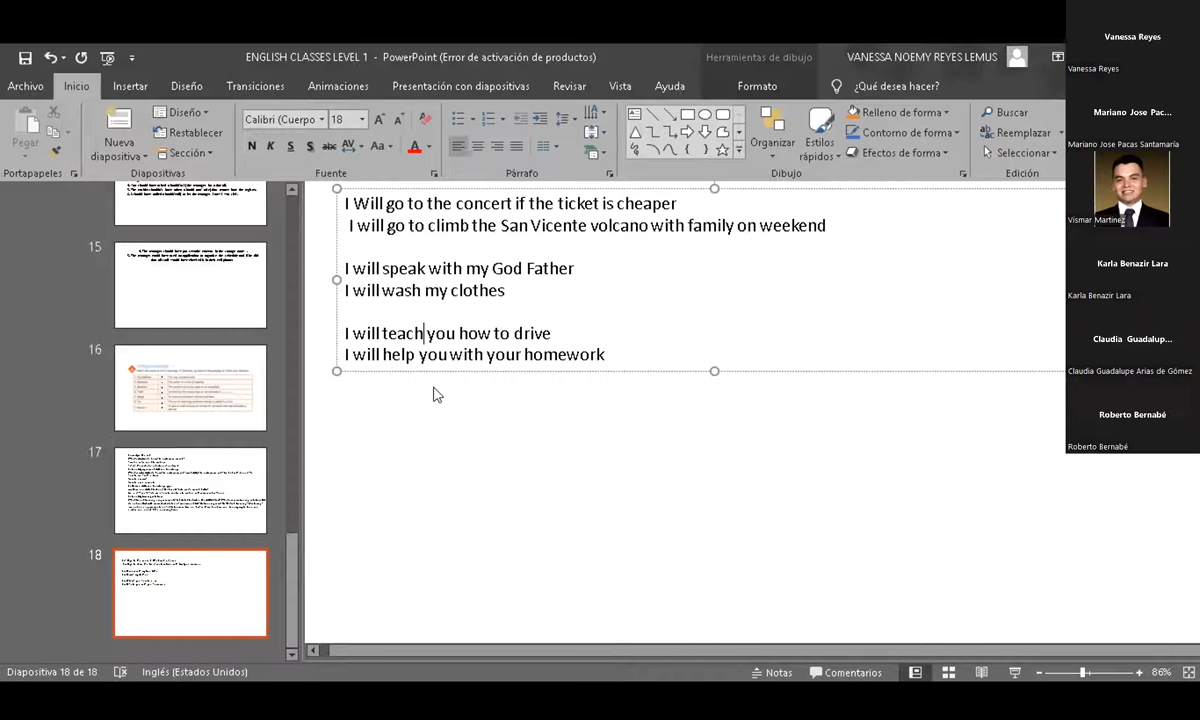 ENGLISH CLASSES LEVEL 1 - PowerPoint (Error de activación de productos)
Herramientas de dibujo
VANESSA NOEMY REYES LEMUS
Archivo
Inicio
Insertar
Diseño
Transiciones
Animaciones
Presentación con diapositivas
Revisar
Vista
Ayuda
Formato
¿Qué desea hacer?
Pegar
Nueva diapositiva
Diseño
Restablecer
Sección
Calibri (Cuerpo
18
N K S S abc AV Aa A
Organizar
Estilos rápidos
Relleno de forma
Contorno de forma
Efectos de forma
Buscar
Reemplazar
Seleccionar
Portapapeles
Diapositivas
Fuente
Párrafo
Dibujo
Edición
15
16
17
18
I Will go to the concert if the ticket is cheaper
I will go to climb the San Vicente volcano with family on weekend
I will speak with my God Father
I will wash my clothes
I will teach you how to drive
I will help you with your homework
Vanessa Reyes
Vanessa Reyes
Mariano Jose Pac...
Mariano Jose Pacas Santamaría
Vismar Martinez
Karla Benazir Lara
Karla Benazir Lara
Claudia Guadalup...
Claudia Guadalupe Arias de Gómez
Roberto Bernabé
Roberto Bernabé
Diapositiva 18 de 18
Inglés (Estados Unidos)
Notas
Comentarios
86%